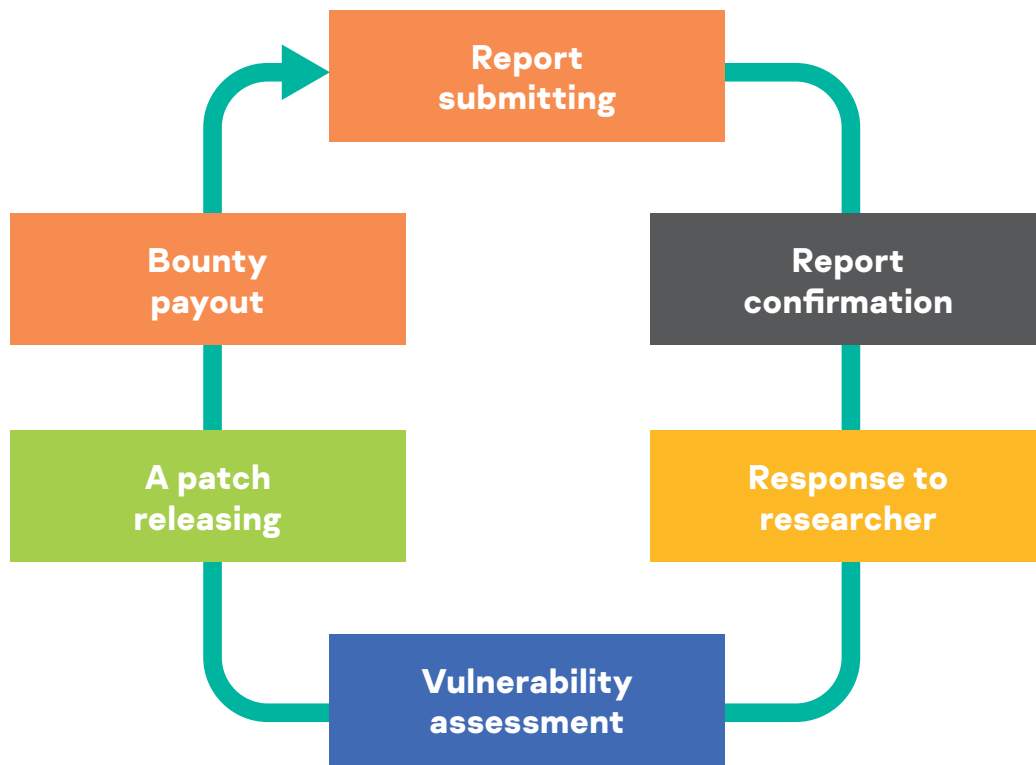 Report
submitting
Report
confirmation
Response to
researcher
Vulnerability
assessment
A patch
releasing
Bounty
payout